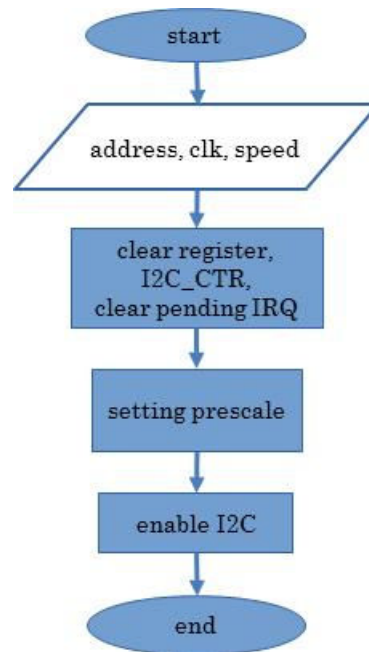 start
address, clk, speed
clear register,
I2C_CTR,
clear pending IRQ
setting prescale
enable I2C
end